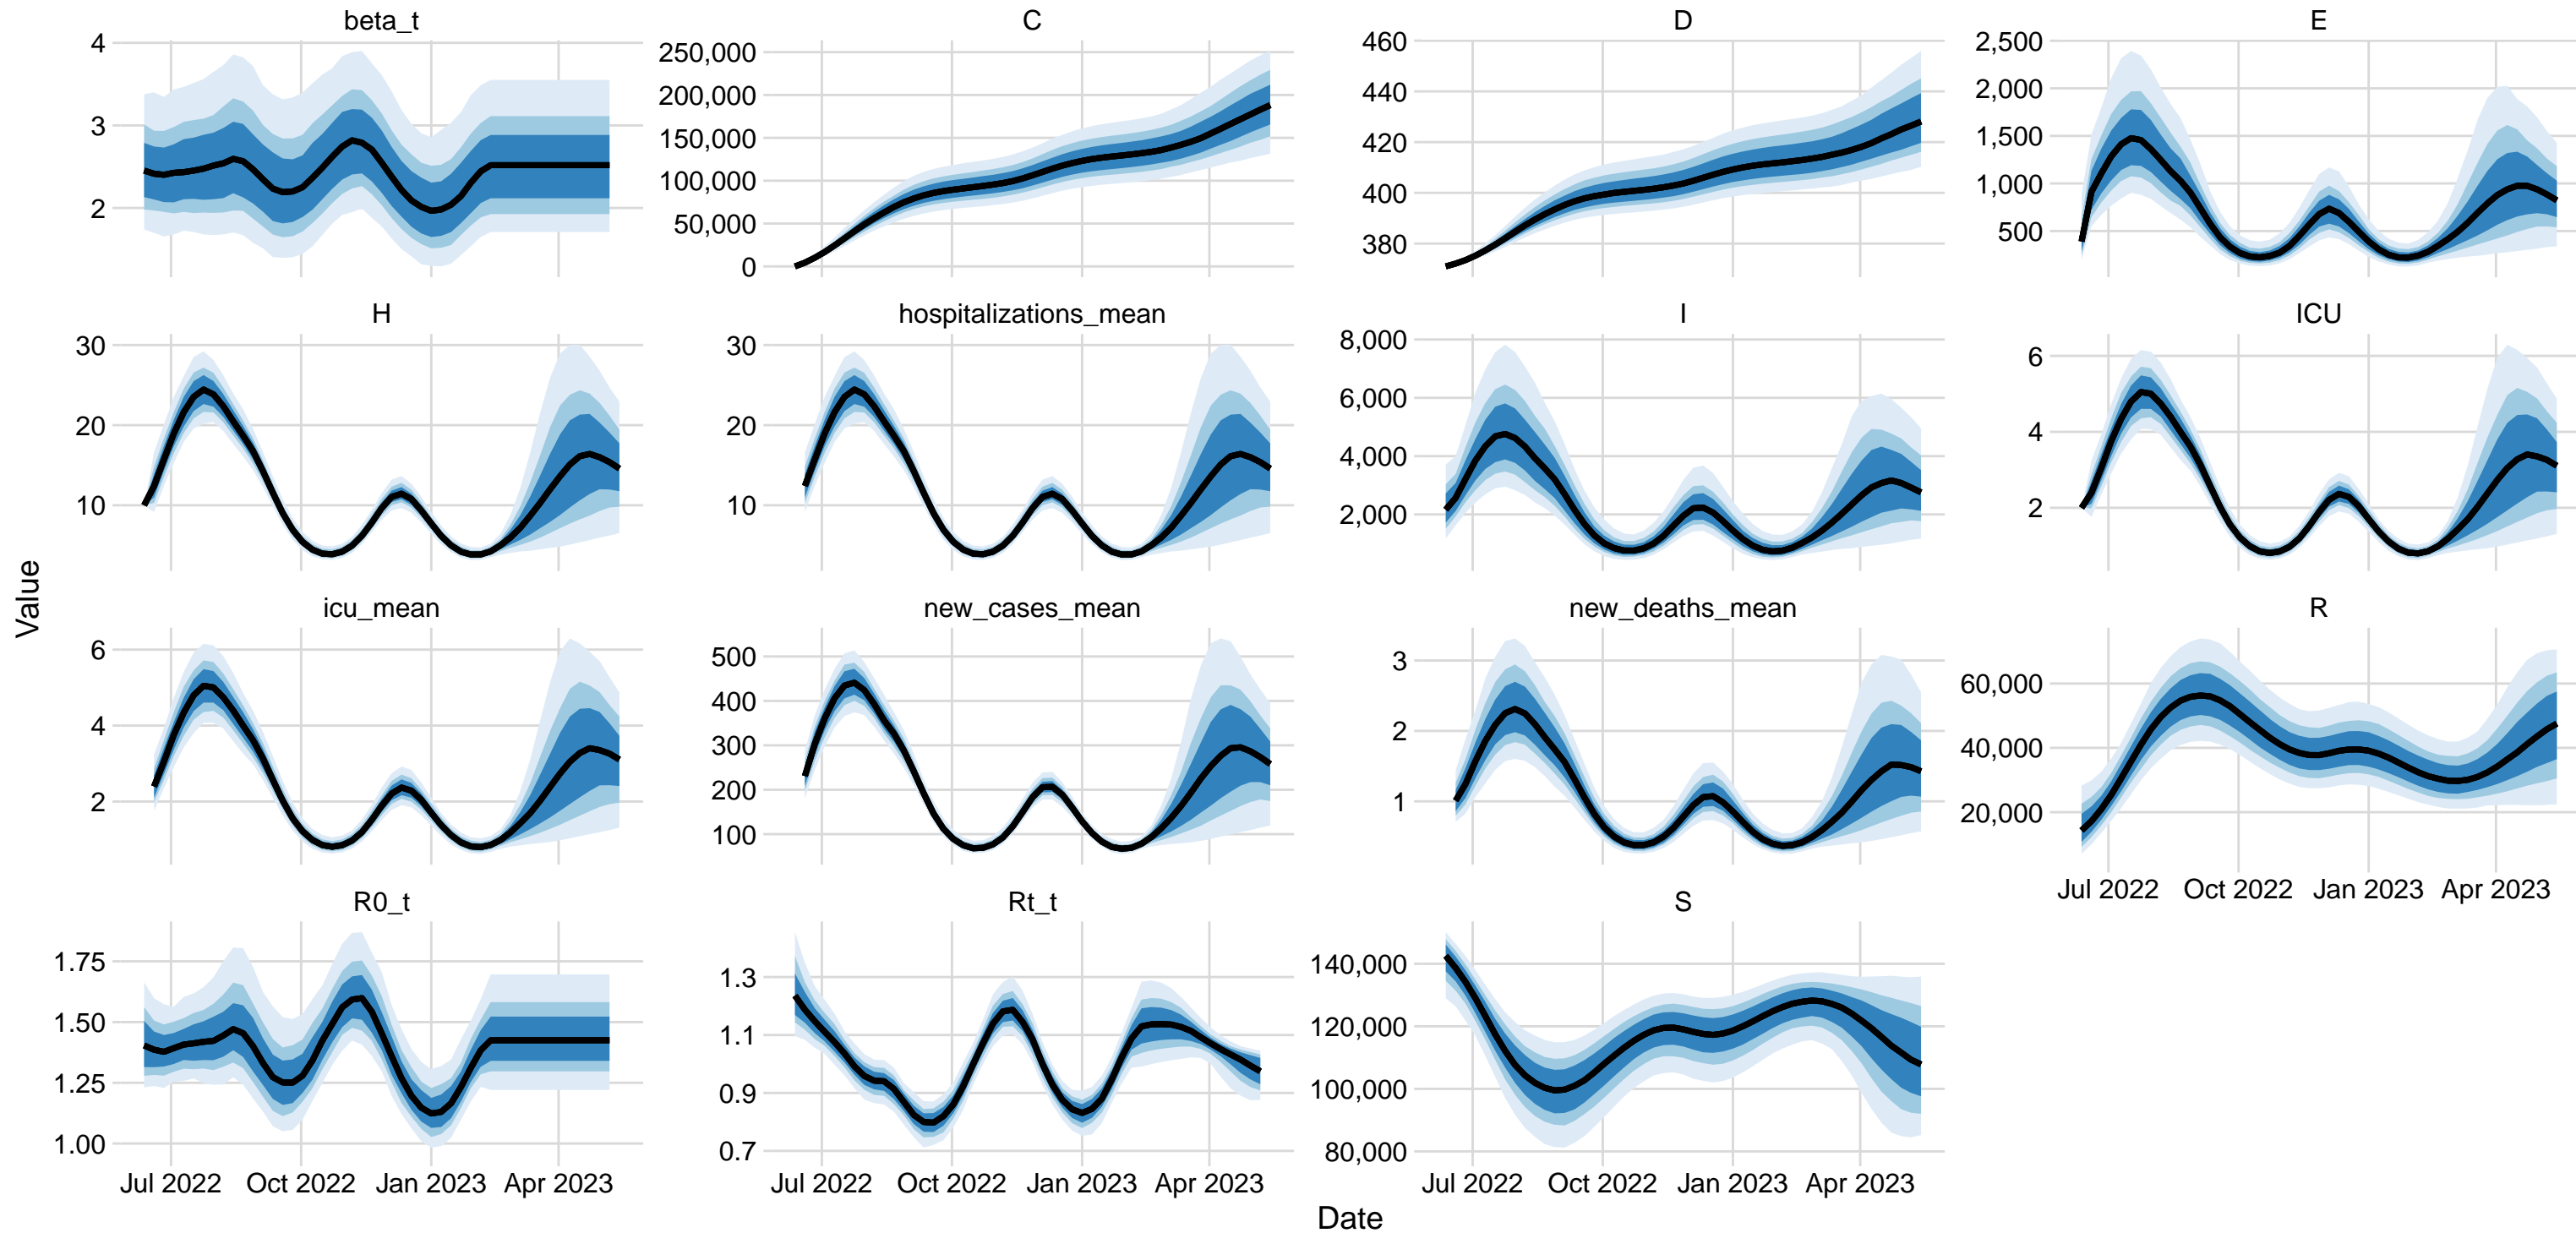 beta_t
C
D
E
4
3
2
250,000
200,000
150,000
100,000
50,000
0
460
440
420
400
380
2,500
2,000
1,500
1,000
500
H
hospitalizations_mean
I
ICU
30
20
10
30
20
10
8,000
6,000
4,000
2,000
6
4
2
Value
icu_mean
new_cases_mean
new_deaths_mean
R
6
4
2
500
400
300
200
100
3
2
1
60,000
40,000
20,000
Jul 2022 Oct 2022 Jan 2023 Apr 2023
R0_t
Rt_t
S
1.75
1.50
1.25
1.00
1.3
1.1
0.9
0.7
140,000
120,000
100,000
80,000
Jul 2022 Oct 2022 Jan 2023 Apr 2023
Jul 2022 Oct 2022 Jan 2023 Apr 2023
Jul 2022 Oct 2022 Jan 2023 Apr 2023
Date